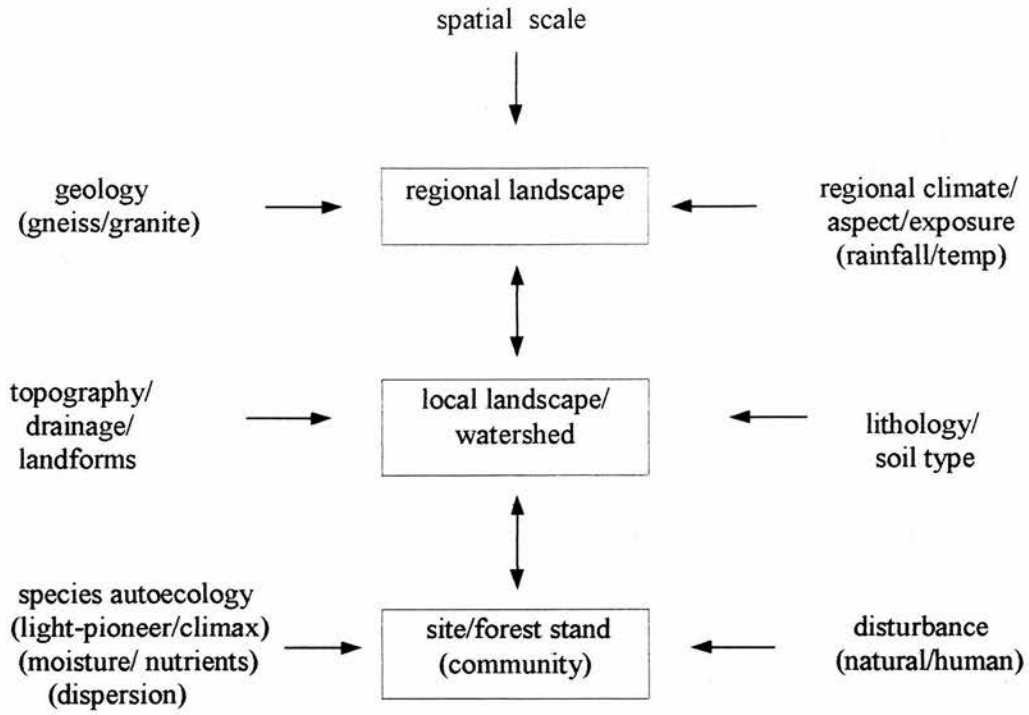 spatial scale
geology
(gneiss/granite)
regional landscape
regional climate/
aspect/exposure
(rainfall/temp)
topography/
drainage/
landforms
local landscape/
watershed
lithology/
soil type
species autoecology
(light-pioneer/climax)
(moisture/ nutrients)
(dispersion)
site/forest stand
(community)
disturbance
(natural/human)